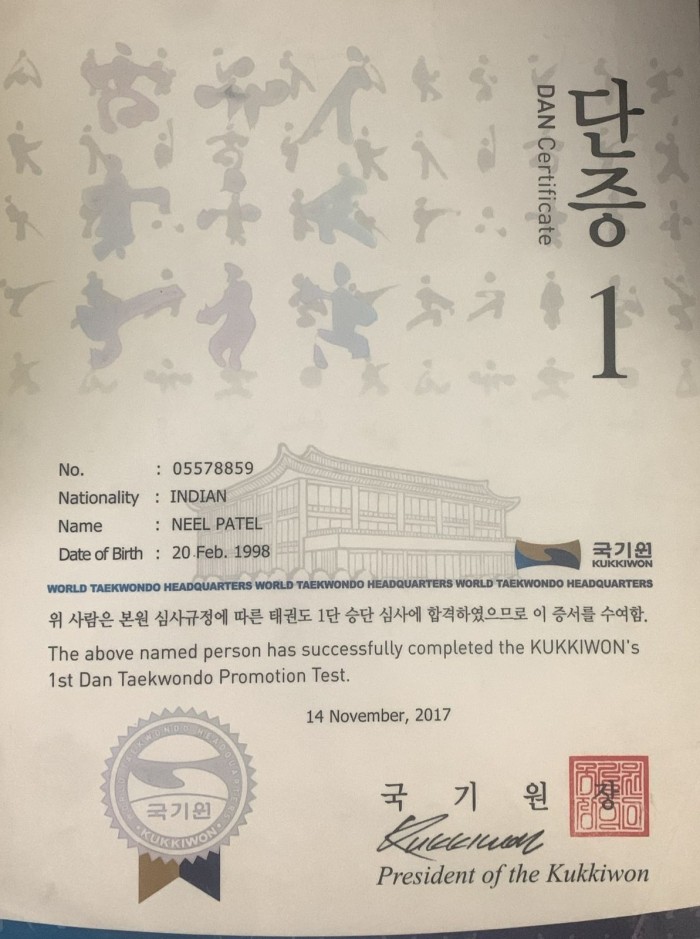 단증 1
DAN Certificate
No. : 05578859
Nationality : INDIAN
Name : NEEL PATEL
Date of Birth : 20 Feb. 1998
국기원
KUKKIWON
WORLD TAEKWONDO HEADQUARTERS WORLD TAEKWONDO HEADQUARTERS WORLD TAEKWONDO HEADQUARTERS
위 사람은 본원 심사규정에 따른 태권도 1단 승단 심사에 합격하였으므로 이 증서를 수여함.
The above named person has successfully completed the KUKKIWON's
1st Dan Taekwondo Promotion Test.
14 November, 2017
WORLD TAEKWONDO HEADQUARTERS
국기원
KUKKIWON
국 기 원 장
Kukkiwon
President of the Kukkiwon